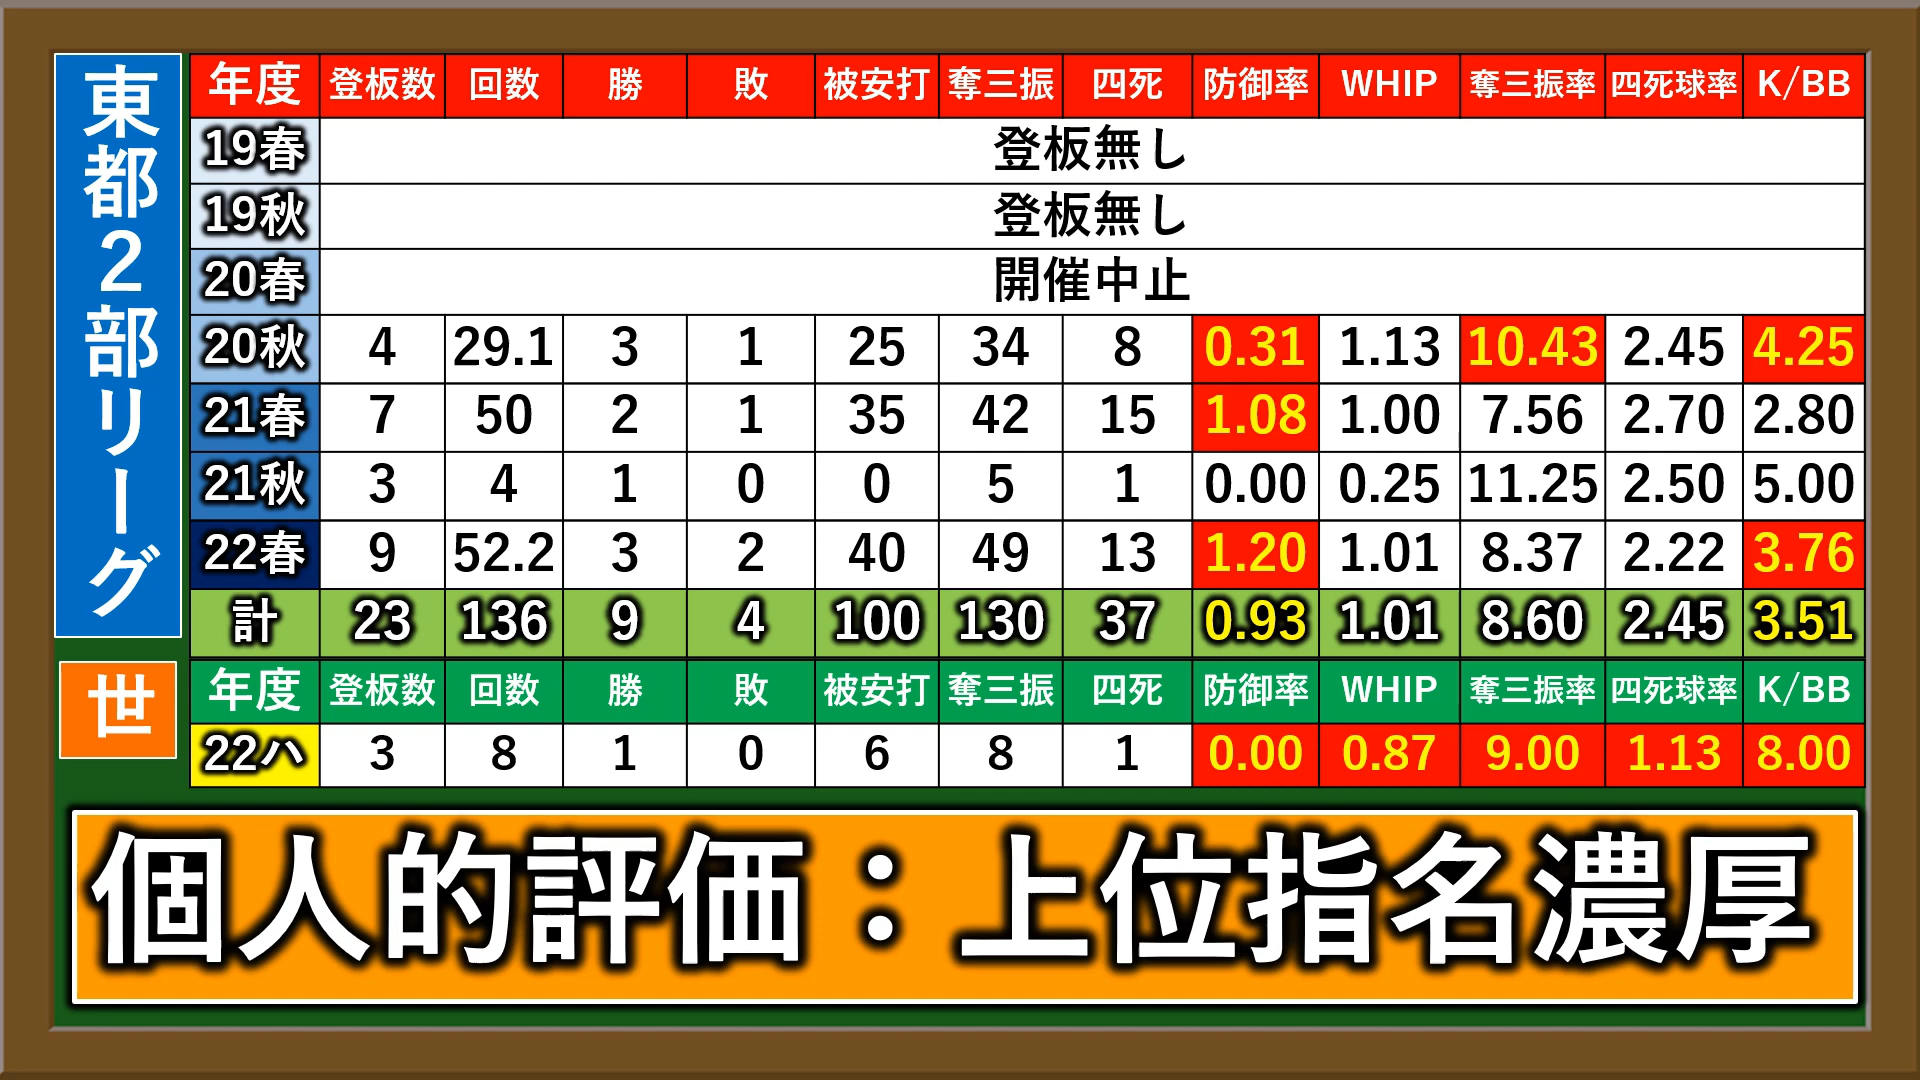 東都2部リーグ
年度 登板数 回数 勝 敗 被安打 奪三振 四死 防御率 WHIP 奪三振率 四死球率 K/BB
19春 登板無し
19秋 登板無し
20春 開催中止
20秋 4 29.1 3 1 25 34 8 0.31 1.13 10.43 2.45 4.25
21春 7 50 2 1 35 42 15 1.08 1.00 7.56 2.70 2.80
21秋 3 4 1 0 0 5 1 0.00 0.25 11.25 2.50 5.00
22春 9 52.2 3 2 40 49 13 1.20 1.01 8.37 2.22 3.76
計 23 136 9 4 100 130 37 0.93 1.01 8.60 2.45 3.51
世
年度 登板数 回数 勝 敗 被安打 奪三振 四死 防御率 WHIP 奪三振率 四死球率 K/BB
22ハ 3 8 1 0 6 8 1 0.00 0.87 9.00 1.13 8.00
個人的評価：上位指名濃厚